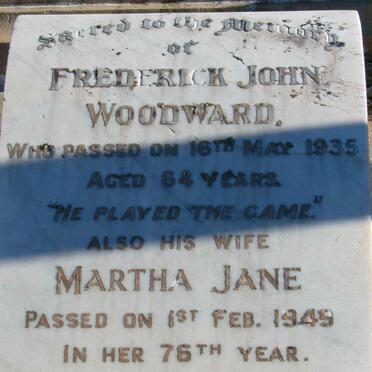 Sacred to the Memory
of
FREDERICK JOHN
WOODWARD.
WHO PASSED ON 16TH MAY 1935
AGED 64 YEARS.
"HE PLAYED THE GAME."
ALSO HIS WIFE
MARTHA JANE
PASSED ON 1ST FEB. 1949
IN HER 76TH YEAR.